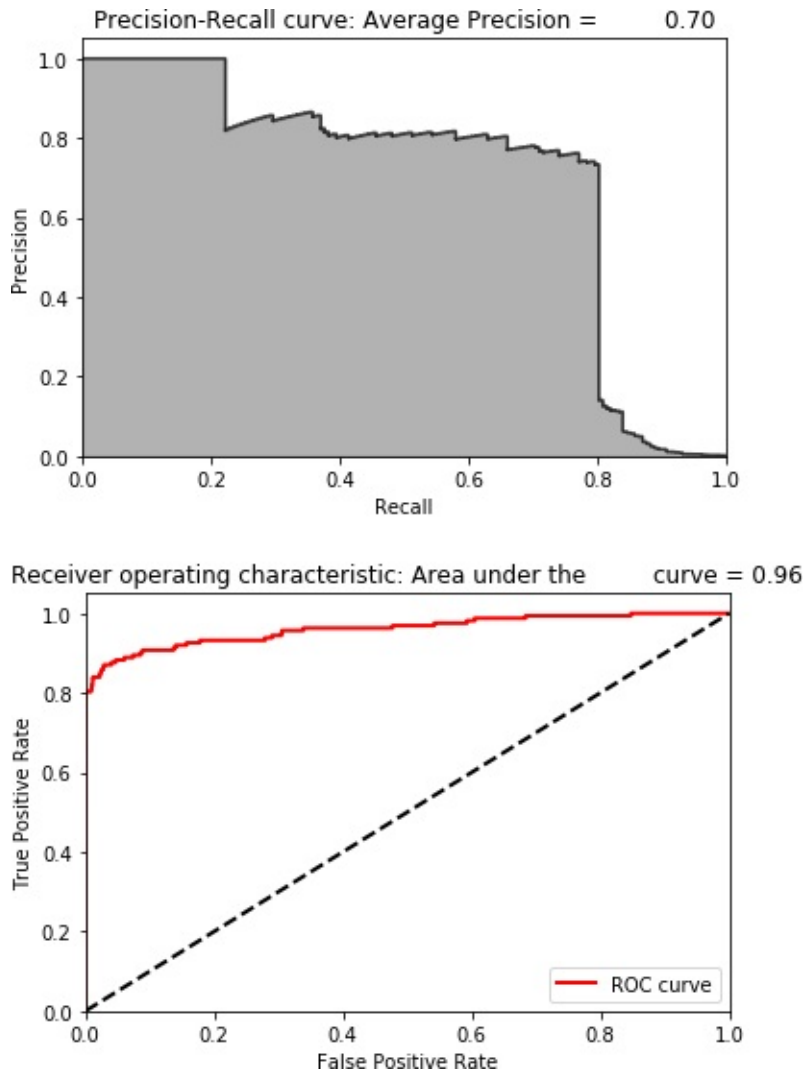 Precision-Recall curve: Average Precision = 0.70
1.0
0.8
0.6
0.4
0.2
0.0
Precision
0.0 0.2 0.4 0.6 0.8 1.0
Recall
Receiver operating characteristic: Area under the curve = 0.96
1.0
0.8
0.6
0.4
0.2
0.0
True Positive Rate
ROC curve
0.0 0.2 0.4 0.6 0.8 1.0
False Positive Rate